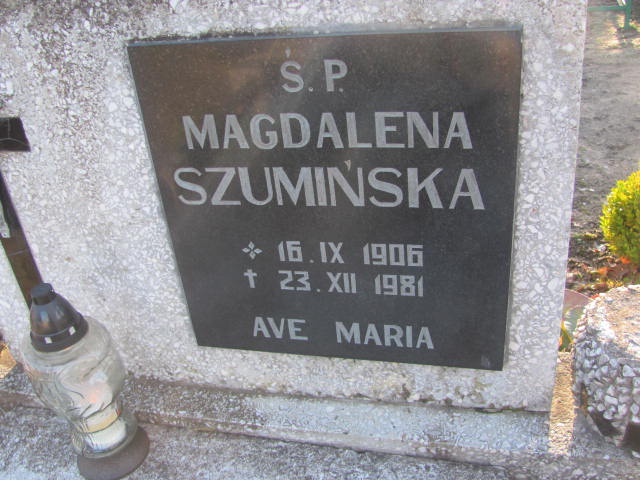 Ś.P.
MAGDALENA
SZUMIŃSKA
16.IX 1906
✝ 23.XII 1981
AVE MARIA